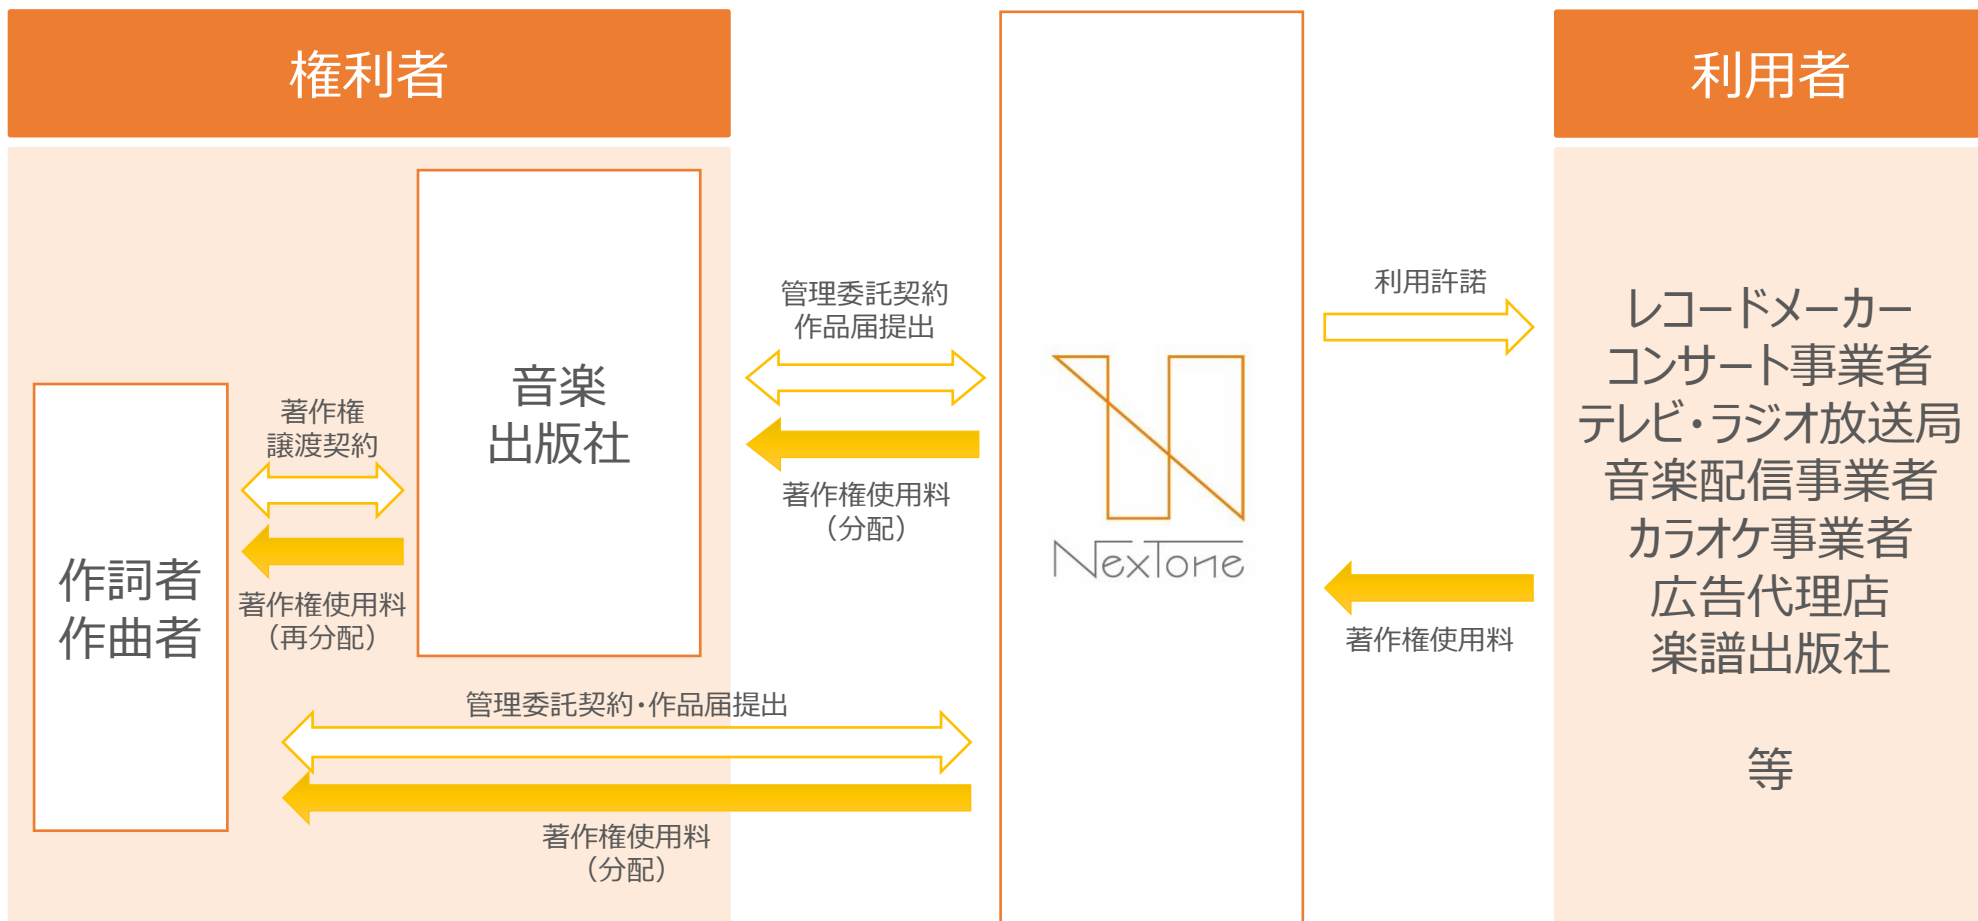 権利者
利用者
音楽
出版社
作詞者
作曲者
著作権
譲渡契約
著作権使用料
（再分配）
管理委託契約
作品届提出
著作権使用料
（分配）
管理委託契約・作品届提出
著作権使用料
（分配）
NexTone
利用許諾
著作権使用料
レコードメーカー
コンサート事業者
テレビ・ラジオ放送局
音楽配信事業者
カラオケ事業者
広告代理店
楽譜出版社
等